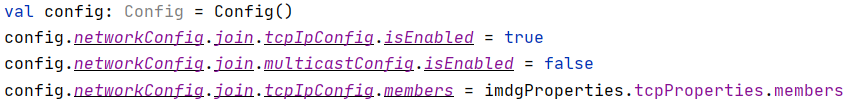 val config: Config = Config()
config.networkConfig.join.tcpIpConfig.isEnabled = true
config.networkConfig.join.multicastConfig.isEnabled = false
config.networkConfig.join.tcpIpConfig.members = imdgProperties.tcpProperties.members